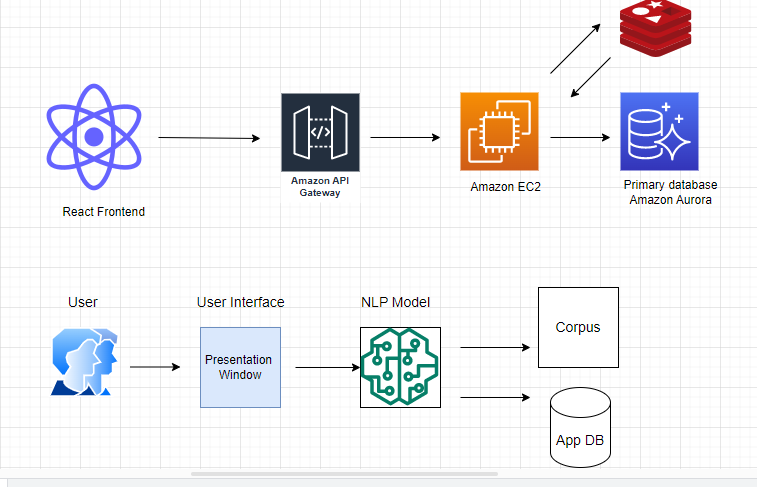 Amazon API
Gateway
Amazon EC2
Primary database
Amazon Aurora
React Frontend
User
User Interface
NLP Model
Presentation
Window
Corpus
App DB